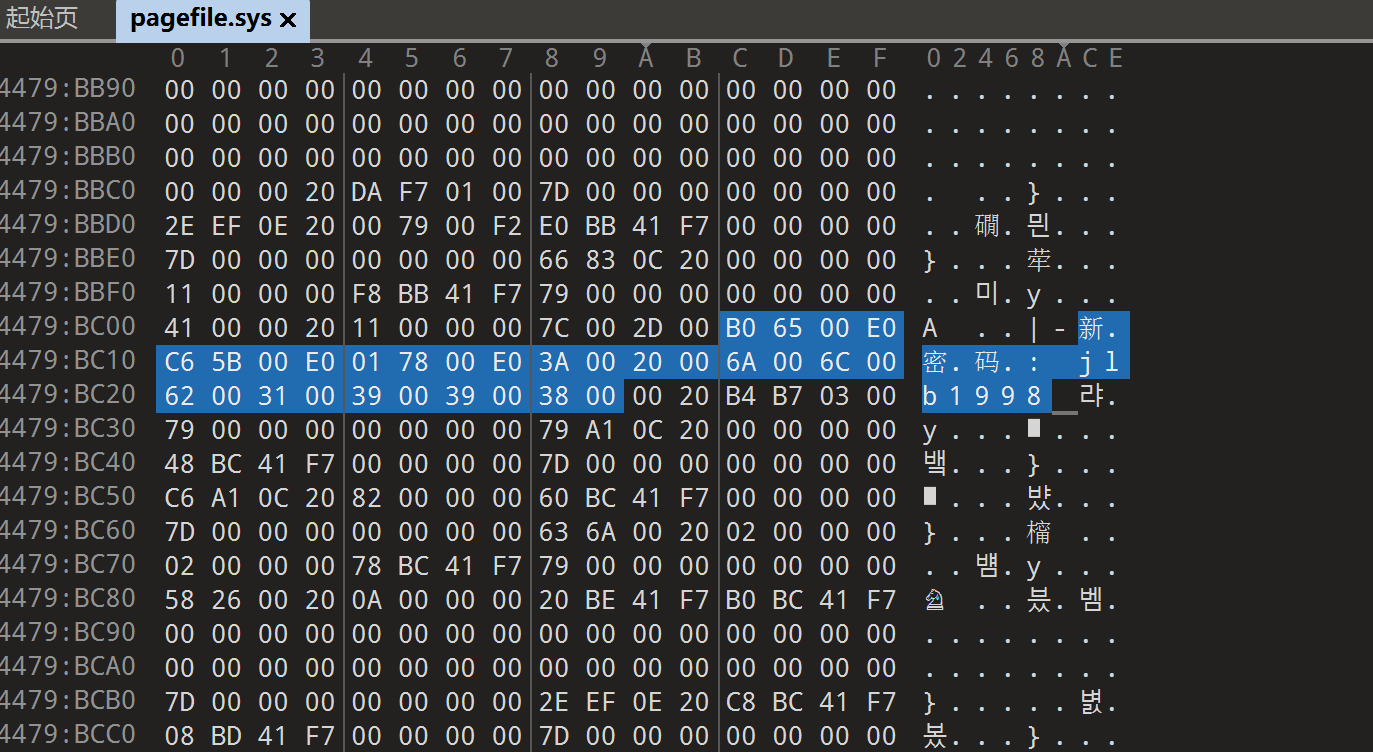 起始页 pagefile.sys ×
0 1 2 3 4 5 6 7 8 9 A B C D E F 0 2 4 6 8 A C E
4479:BB90 00 00 00 00 00 00 00 00 00 00 00 00 00 00 00 00 . . . . . . . .
4479:BBA0 00 00 00 00 00 00 00 00 00 00 00 00 00 00 00 00 . . . . . . . .
4479:BBB0 00 00 00 00 00 00 00 00 00 00 00 00 00 00 00 00 . . . . . . . .
4479:BBC0 00 00 00 20 DA F7 01 00 7D 00 00 00 00 00 00 00 . . . } . . .
4479:BBD0 2E EF 0E 20 00 79 00 F2 E0 BB 41 F7 00 00 00 00 . . 礀 . 믠 . . .
4479:BBE0 7D 00 00 00 00 00 00 00 66 83 0C 20 00 00 00 00 } . . . 荦 . . .
4479:BBF0 11 00 00 00 F8 BB 41 F7 79 00 00 00 00 00 00 00 . . 미 . y . . .
4479:BC00 41 00 00 20 11 00 00 00 7C 00 2D 00 B0 65 00 E0 A . . | - 新 .
4479:BC10 C6 5B 00 E0 01 78 00 E0 3A 00 20 00 6A 00 6C 00 密 . 码 . : j l
4479:BC20 62 00 31 00 39 00 39 00 38 00 00 20 B4 B7 03 00 b 1 9 9 8 랴 .
4479:BC30 79 00 00 00 00 00 00 00 79 A1 0C 20 00 00 00 00 y . . . . . .
4479:BC40 48 BC 41 F7 00 00 00 00 7D 00 00 00 00 00 00 00 백 . . . } . . .
4479:BC50 C6 A1 0C 20 82 00 00 00 60 BC 41 F7 00 00 00 00 . . . 뱠 . . .
4479:BC60 7D 00 00 00 00 00 00 00 63 6A 00 20 02 00 00 00 } . . . 橣 . .
4479:BC70 02 00 00 00 78 BC 41 F7 79 00 00 00 00 00 00 00 . . 뱸 . y . . .
4479:BC80 58 26 00 20 0A 00 00 00 20 BE 41 F7 B0 BC 41 F7 ♘ . . 븠 . 벰 .
4479:BC90 00 00 00 00 00 00 00 00 00 00 00 00 00 00 00 00 . . . . . . . .
4479:BCA0 00 00 00 00 00 00 00 00 00 00 00 00 00 00 00 00 . . . . . . . .
4479:BCB0 7D 00 00 00 00 00 00 00 2E EF 0E 20 C8 BC 41 F7 } . . . . . 볈 .
4479:BCC0 08 BD 41 F7 00 00 00 00 7D 00 00 00 00 00 00 00 봈 . . . } . . .